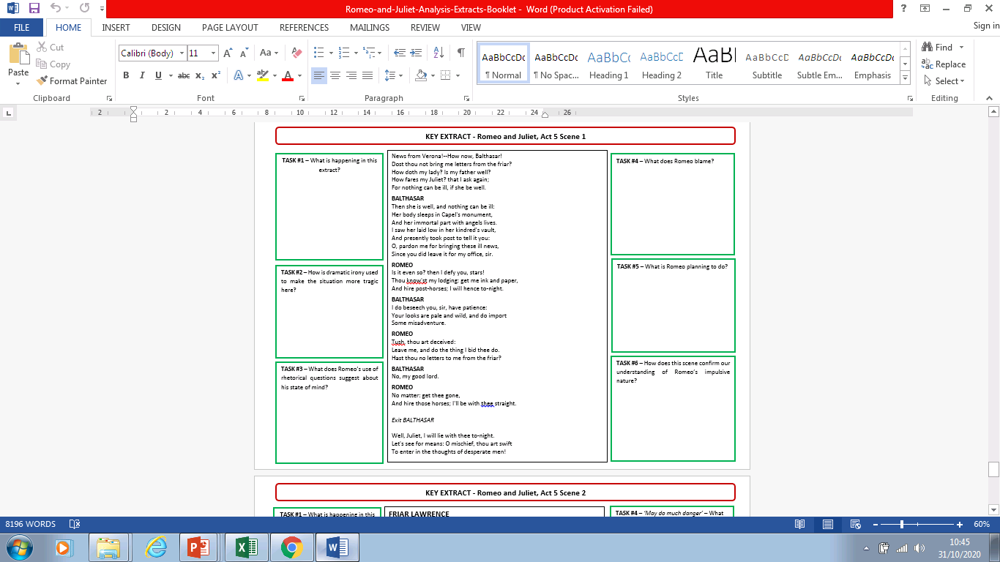 Romeo-and-Juliet-Analysis-Extracts-Booklet - Word (Product Activation Failed)
FILE HOME INSERT DESIGN PAGE LAYOUT REFERENCES MAILINGS REVIEW VIEW Sign in
Paste
Cut
Copy
Format Painter
Clipboard
Calibri (Body) 11
Font
Paragraph
AaBbCcDc AaBbCcDc AaBbCc AaBbCcC AaBl AaBbCcD AaBbCcDc AaBbCcDc
¶ Normal ¶ No Spac... Heading 1 Heading 2 Title Subtitle Subtle Em... Emphasis
Styles
Find
Replace
Select
Editing
2 2 4 6 8 10 12 14 16 18 20 22 24 26
KEY EXTRACT - Romeo and Juliet, Act 5 Scene 1
TASK #1 – What is happening in this
extract?
TASK #2 – How is dramatic irony used
to make the situation more tragic
here?
TASK #3 – What does Romeo's use of
rhetorical questions suggest about
his state of mind?
News from Verona!--How now, Balthasar!
Dost thou not bring me letters from the friar?
How doth my lady? Is my father well?
How fares my Juliet? that I ask again;
For nothing can be ill, if she be well.
BALTHASAR
Then she is well, and nothing can be ill:
Her body sleeps in Capel's monument,
And her immortal part with angels lives.
I saw her laid low in her kindred's vault,
And presently took post to tell it you:
O, pardon me for bringing these ill news,
Since you did leave it for my office, sir.
ROMEO
Is it even so? then I defy you, stars!
Thou know'st my lodging: get me ink and paper,
And hire post-horses; I will hence to-night.
BALTHASAR
I do beseech you, sir, have patience:
Your looks are pale and wild, and do import
Some misadventure.
ROMEO
Tush, thou art deceived:
Leave me, and do the thing I bid thee do.
Hast thou no letters to me from the friar?
BALTHASAR
No, my good lord.
ROMEO
No matter: get thee gone,
And hire those horses; I'll be with thee straight.
Exit BALTHASAR
Well, Juliet, I will lie with thee to-night.
Let's see for means: O mischief, thou art swift
To enter in the thoughts of desperate men!
TASK #4 – What does Romeo blame?
TASK #5 – What is Romeo planning to do?
TASK #6 – How does this scene confirm our
understanding of Romeo's impulsive
nature?
KEY EXTRACT - Romeo and Juliet, Act 5 Scene 2
TASK #1 – What is happening in this
FRIAR LAWRENCE
TASK #4 – 'May do much danger' – What
8196 WORDS
60%
10:45
31/10/2020